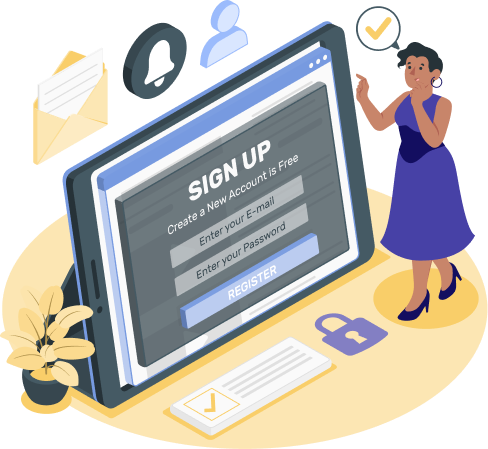 SIGN UP
Create a New Account is Free
Enter your E-mail
Enter your Password
REGISTER